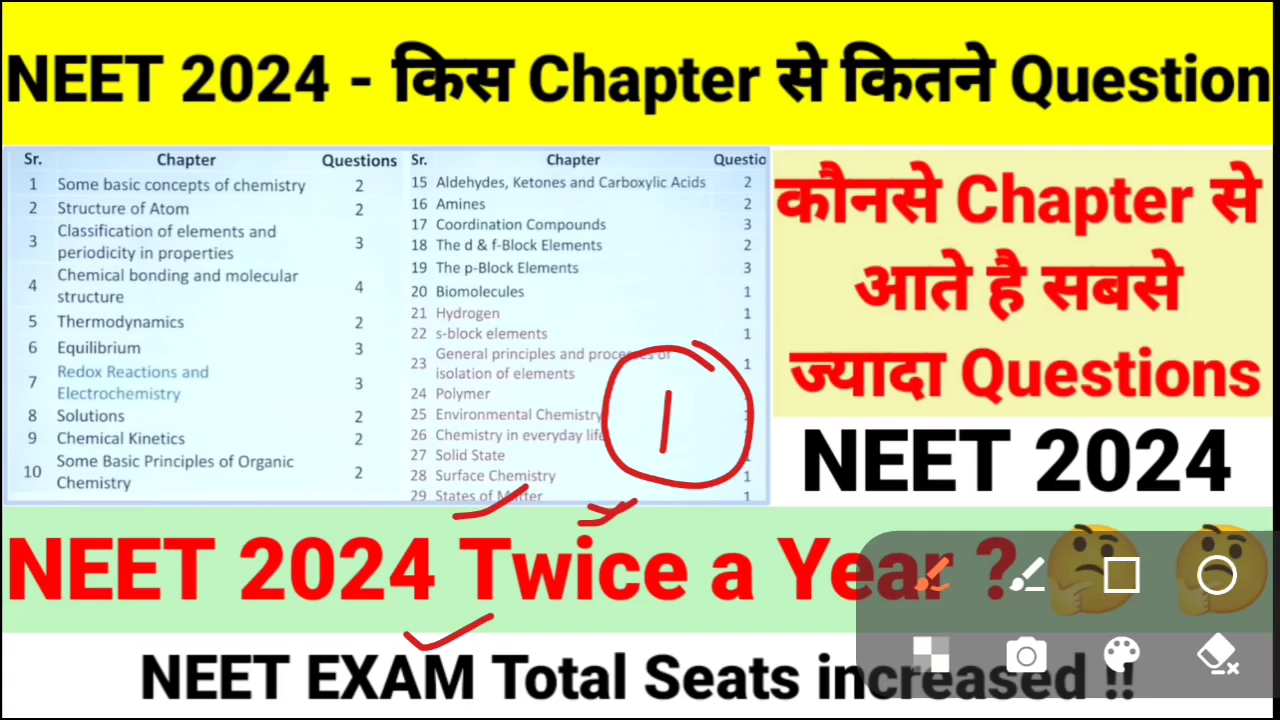 NEET 2024 - किस Chapter से कितने Question
Sr. Chapter Questions
1 Some basic concepts of chemistry 2
2 Structure of Atom 2
3 Classification of elements and periodicity in properties 3
4 Chemical bonding and molecular structure 4
5 Thermodynamics 2
6 Equilibrium 3
7 Redox Reactions and Electrochemistry 3
8 Solutions 2
9 Chemical Kinetics 2
10 Some Basic Principles of Organic Chemistry 2
Sr. Chapter Questio
15 Aldehydes, Ketones and Carboxylic Acids 2
16 Amines 2
17 Coordination Compounds 3
18 The d & f-Block Elements 2
19 The p-Block Elements 3
20 Biomolecules 1
21 Hydrogen 1
22 s-block elements 1
23 General principles and processes of isolation of elements 1
24 Polymer
25 Environmental Chemistry 1
26 Chemistry in everyday life
27 Solid State 1
28 Surface Chemistry 1
29 States of Matter 1
1
कौनसे Chapter से
आते है सबसे
ज्यादा Questions
NEET 2024
NEET 2024 Twice a Year ?
NEET EXAM Total Seats increased !!